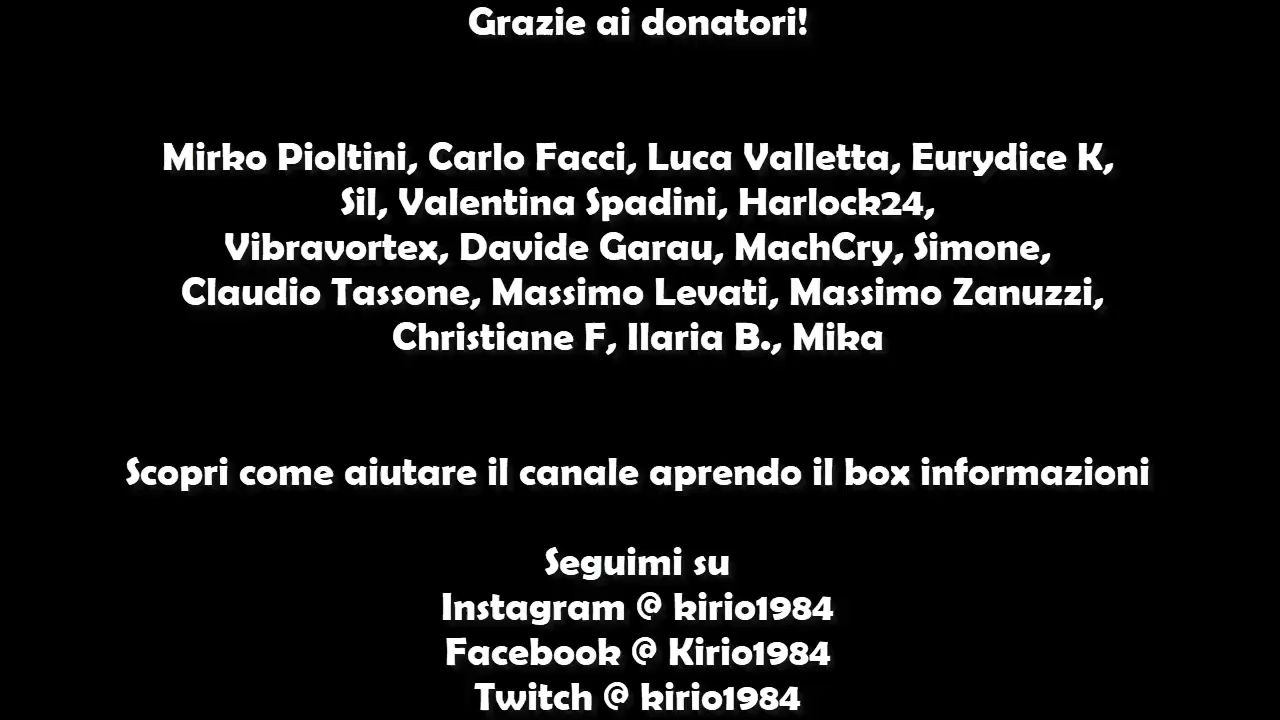 Grazie ai donatori!
Mirko Pioltini, Carlo Facci, Luca Valletta, Eurydice K,
Sil, Valentina Spadini, Harlock24,
Vibravortex, Davide Garau, MachCry, Simone,
Claudio Tassone, Massimo Levati, Massimo Zanuzzi,
Christiane F, Ilaria B., Mika
Scopri come aiutare il canale aprendo il box informazioni
Seguimi su
Instagram @ kirio1984
Facebook @ Kirio1984
Twitch @ kirio1984